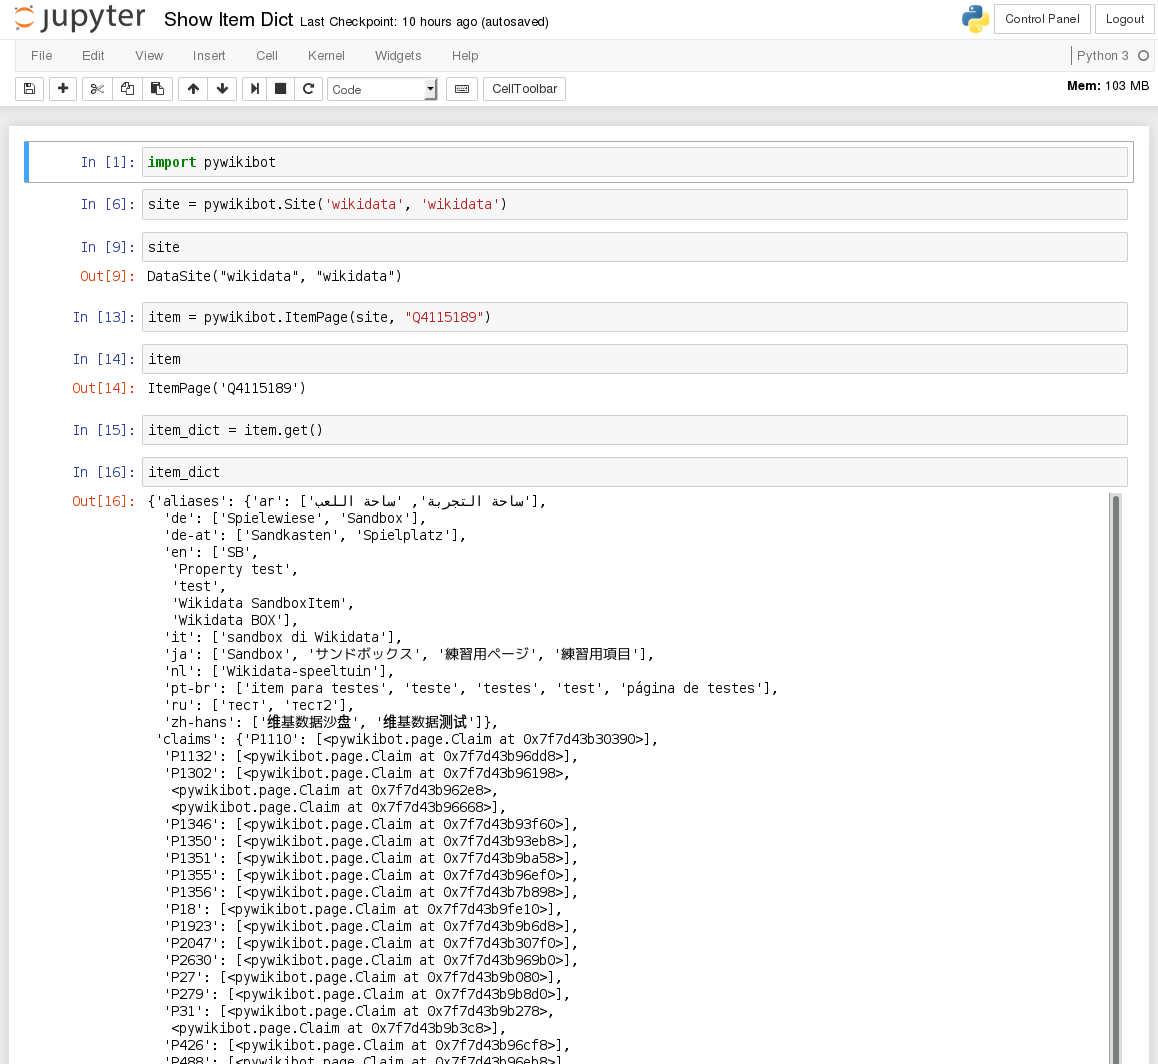 jupyter Show Item Dict Last Checkpoint: 10 hours ago (autosaved) Control Panel Logout
File Edit View Insert Cell Kernel Widgets Help Python 3
Code CellToolbar Mem: 103 MB
In [1]: import pywikibot
In [6]: site = pywikibot.Site('wikidata', 'wikidata')
In [9]: site
Out[9]: DataSite("wikidata", "wikidata")
In [13]: item = pywikibot.ItemPage(site, "Q4115189")
In [14]: item
Out[14]: ItemPage('Q4115189')
In [15]: item_dict = item.get()
In [16]: item_dict
Out[16]: {'aliases': {'ar': ['ساحة التجربة', 'ساحة اللعب'],
'de': ['Spielewiese', 'Sandbox'],
'de-at': ['Sandkasten', 'Spielplatz'],
'en': ['SB',
'Property test',
'test',
'Wikidata SandboxItem',
'Wikidata BOX'],
'it': ['sandbox di Wikidata'],
'ja': ['Sandbox', 'サンドボックス', '練習用ページ', '練習用項目'],
'nl': ['Wikidata-speeltuin'],
'pt-br': ['item para testes', 'teste', 'testes', 'test', 'página de testes'],
'ru': ['тест', 'тест2'],
'zh-hans': ['维基数据沙盘', '维基数据测试']},
'claims': {'P1110': [<pywikibot.page.Claim at 0x7f7d43b30390>],
'P1132': [<pywikibot.page.Claim at 0x7f7d43b96dd8>],
'P1302': [<pywikibot.page.Claim at 0x7f7d43b96198>,
<pywikibot.page.Claim at 0x7f7d43b962e8>,
<pywikibot.page.Claim at 0x7f7d43b96668>],
'P1346': [<pywikibot.page.Claim at 0x7f7d43b93f60>],
'P1350': [<pywikibot.page.Claim at 0x7f7d43b93eb8>],
'P1351': [<pywikibot.page.Claim at 0x7f7d43b9ba58>],
'P1355': [<pywikibot.page.Claim at 0x7f7d43b96ef0>],
'P1356': [<pywikibot.page.Claim at 0x7f7d43b7b898>],
'P18': [<pywikibot.page.Claim at 0x7f7d43b9fe10>],
'P1923': [<pywikibot.page.Claim at 0x7f7d43b9b6d8>],
'P2047': [<pywikibot.page.Claim at 0x7f7d43b307f0>],
'P2630': [<pywikibot.page.Claim at 0x7f7d43b969b0>],
'P27': [<pywikibot.page.Claim at 0x7f7d43b9b080>],
'P279': [<pywikibot.page.Claim at 0x7f7d43b9b8d0>],
'P31': [<pywikibot.page.Claim at 0x7f7d43b9b278>,
<pywikibot.page.Claim at 0x7f7d43b9b3c8>],
'P426': [<pywikibot.page.Claim at 0x7f7d43b96cf8>],
'P488': [<pywikibot.page.Claim at 0x7f7d43b96eb8>]